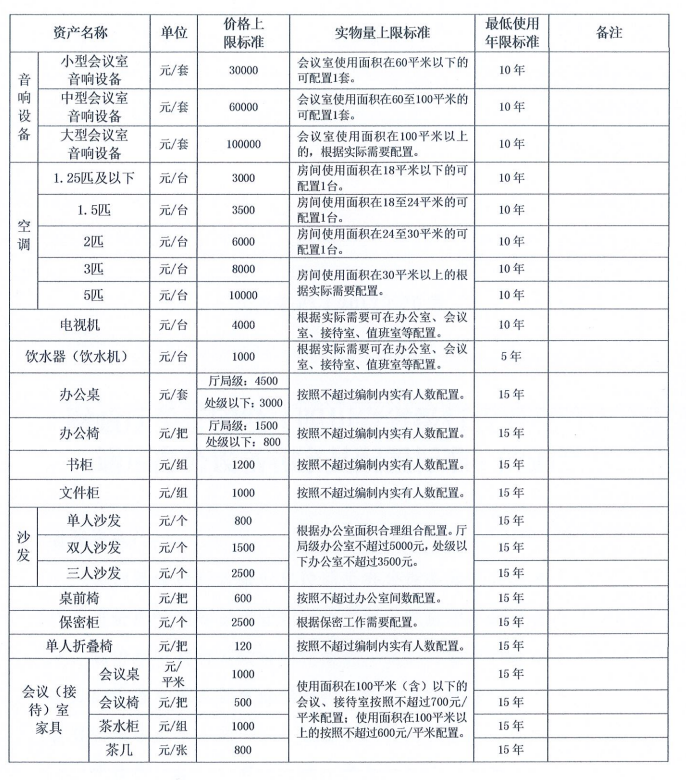 资产名称 单位 价格上限标准 实物量上限标准 最低使用年限标准 备注
音响设备
小型会议室音响设备 元/套 30000 会议室使用面积在60平米以下的可配置1套。 10年
中型会议室音响设备 元/套 60000 会议室使用面积在60至100平米的可配置1套。 10年
大型会议室音响设备 元/套 100000 会议室使用面积在100平米以上的，根据实际需要配置。 10年
空调
1.25匹及以下 元/台 3000 房间使用面积在18平米以下的可配置1台。 10年
1.5匹 元/台 3500 房间使用面积在18至24平米的可配置1台。 10年
2匹 元/台 6000 房间使用面积在24至30平米的可配置1台。 10年
3匹 元/台 8000 房间使用面积在30平米以上的根据实际需要配置。 10年
5匹 元/台 10000 10年
电视机 元/台 4000 根据实际需要可在办公室、会议室、接待室、值班室等配置。 10年
饮水器（饮水机） 元/台 1000 根据实际需要可在办公室、会议室、接待室、值班室等配置。 5年
办公桌 元/套 厅局级：4500 处级以下：3000 按照不超过编制内实有人数配置。 15年
办公椅 元/把 厅局级：1500 处级以下：800 按照不超过编制内实有人数配置。 15年
书柜 元/组 1200 按照不超过编制内实有人数配置。 15年
文件柜 元/组 1000 按照不超过编制内实有人数配置。 15年
沙发
单人沙发 元/个 800 根据办公室面积合理组合配置。厅局级办公室不超过5000元，处级以下办公室不超过3500元。 15年
双人沙发 元/个 1500 15年
三人沙发 元/个 2500 15年
桌前椅 元/把 600 按照不超过办公室间数配置。 15年
保密柜 元/个 2500 根据保密工作需要配置。 15年
单人折叠椅 元/把 120 按照不超过编制内实有人数配置。 15年
会议（接待）室家具
会议桌 元/平米 1000 使用面积在100平米（含）以下的会议、接待室按照不超过700元/平米配置；使用面积在100平米以上的按照不超过600元/平米配置。 15年
会议椅 元/把 500 15年
茶水柜 元/组 1000 15年
茶几 元/张 800 15年